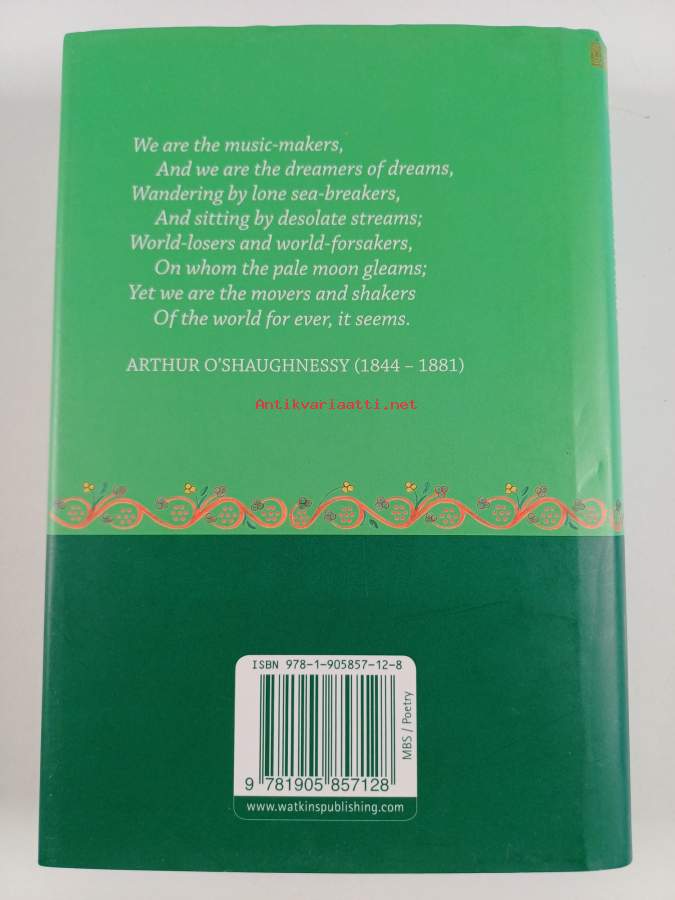 We are the music-makers,
And we are the dreamers of dreams,
Wandering by lone sea-breakers,
And sitting by desolate streams;
World-losers and world-forsakers,
On whom the pale moon gleams;
Yet we are the movers and shakers
Of the world for ever, it seems.
ARTHUR O'SHAUGHNESSY (1844 – 1881)
Antikvariaatti.net
ISBN 978-1-905857-12-8
MBS / Poetry
9 781905 857128
www.watkinspublishing.com